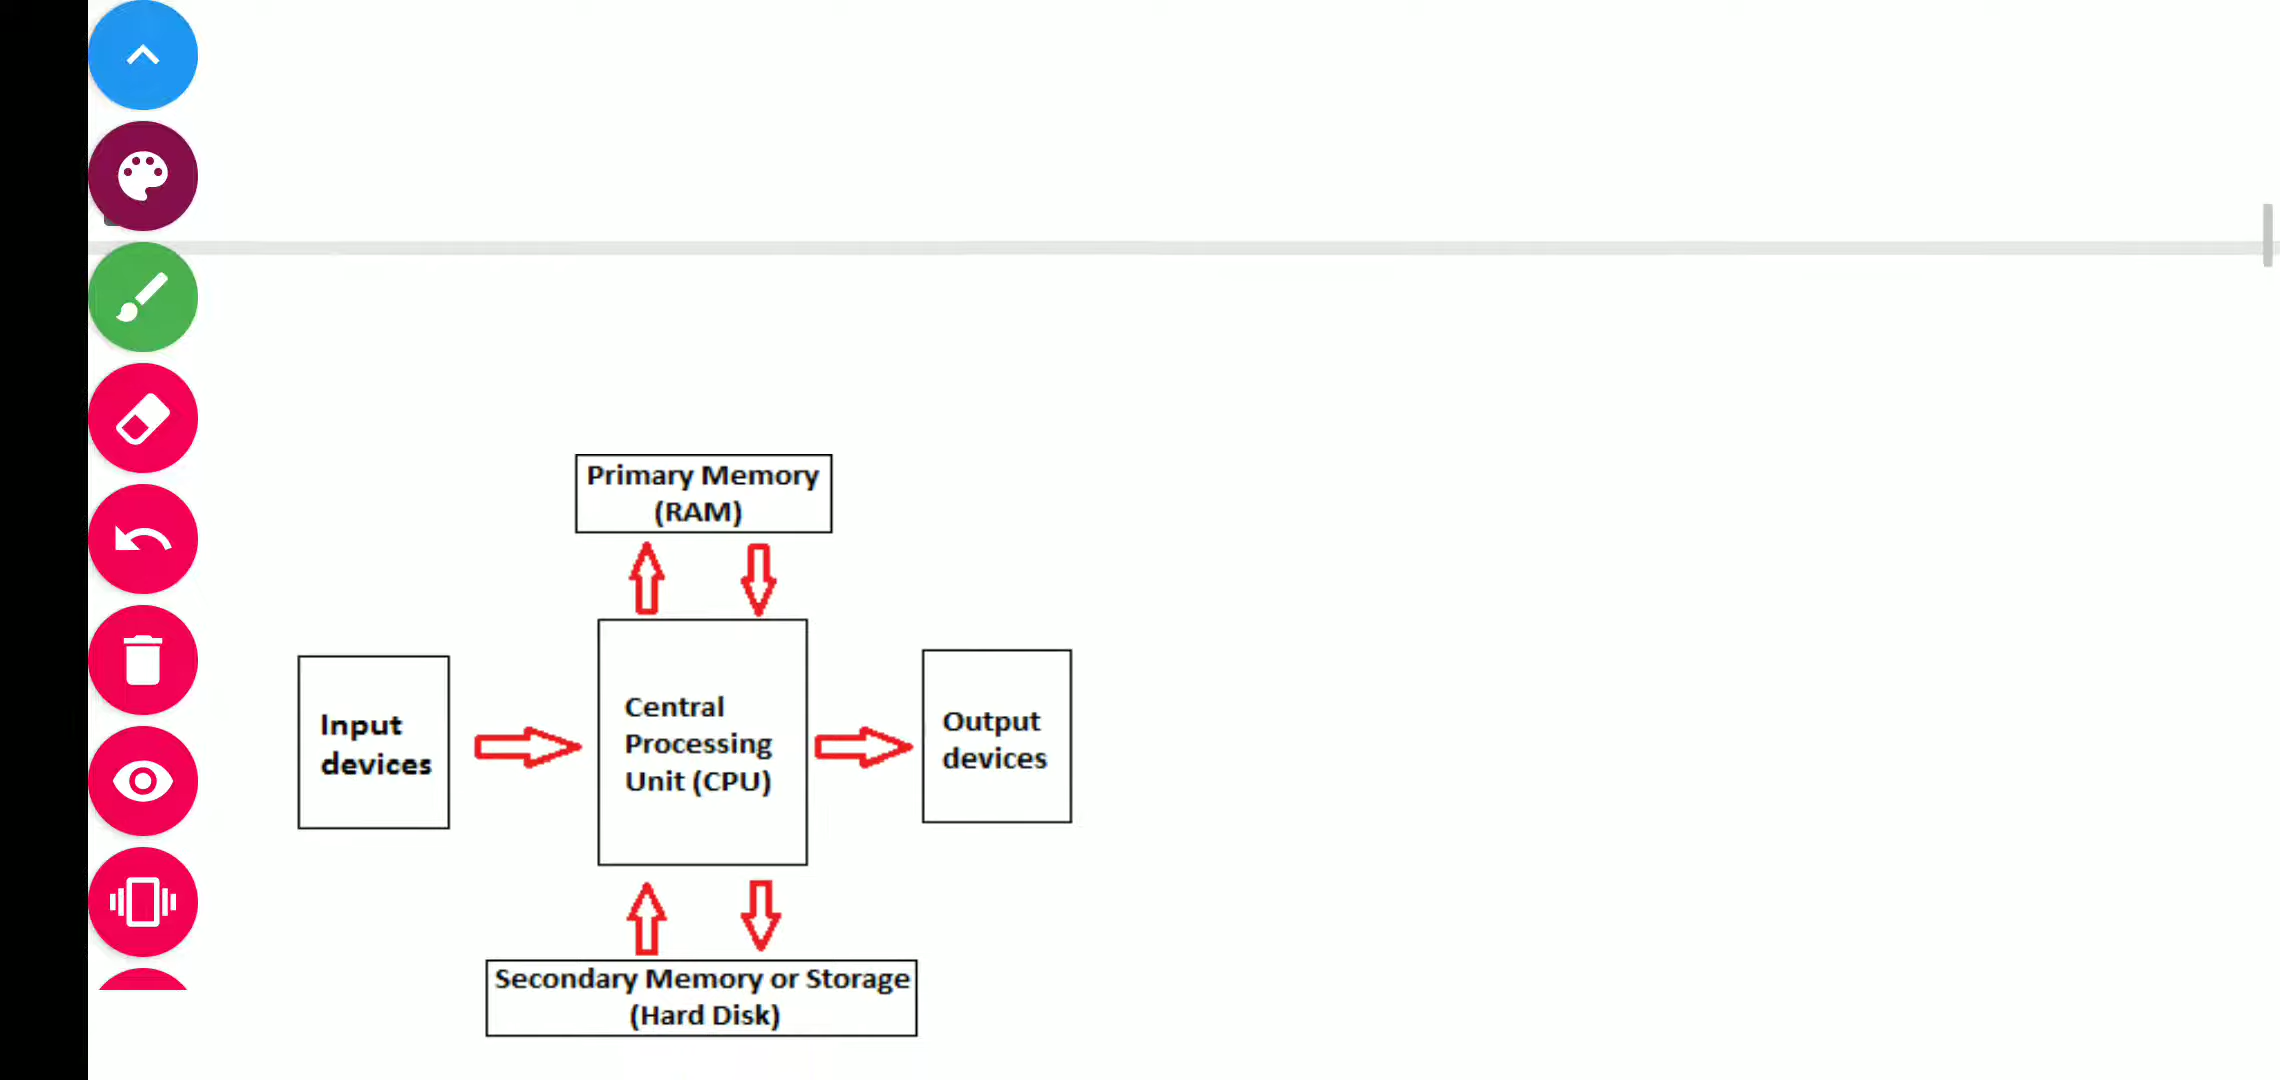 Primary Memory
(RAM)
Input
devices
Central
Processing
Unit (CPU)
Output
devices
Secondary Memory or Storage
(Hard Disk)